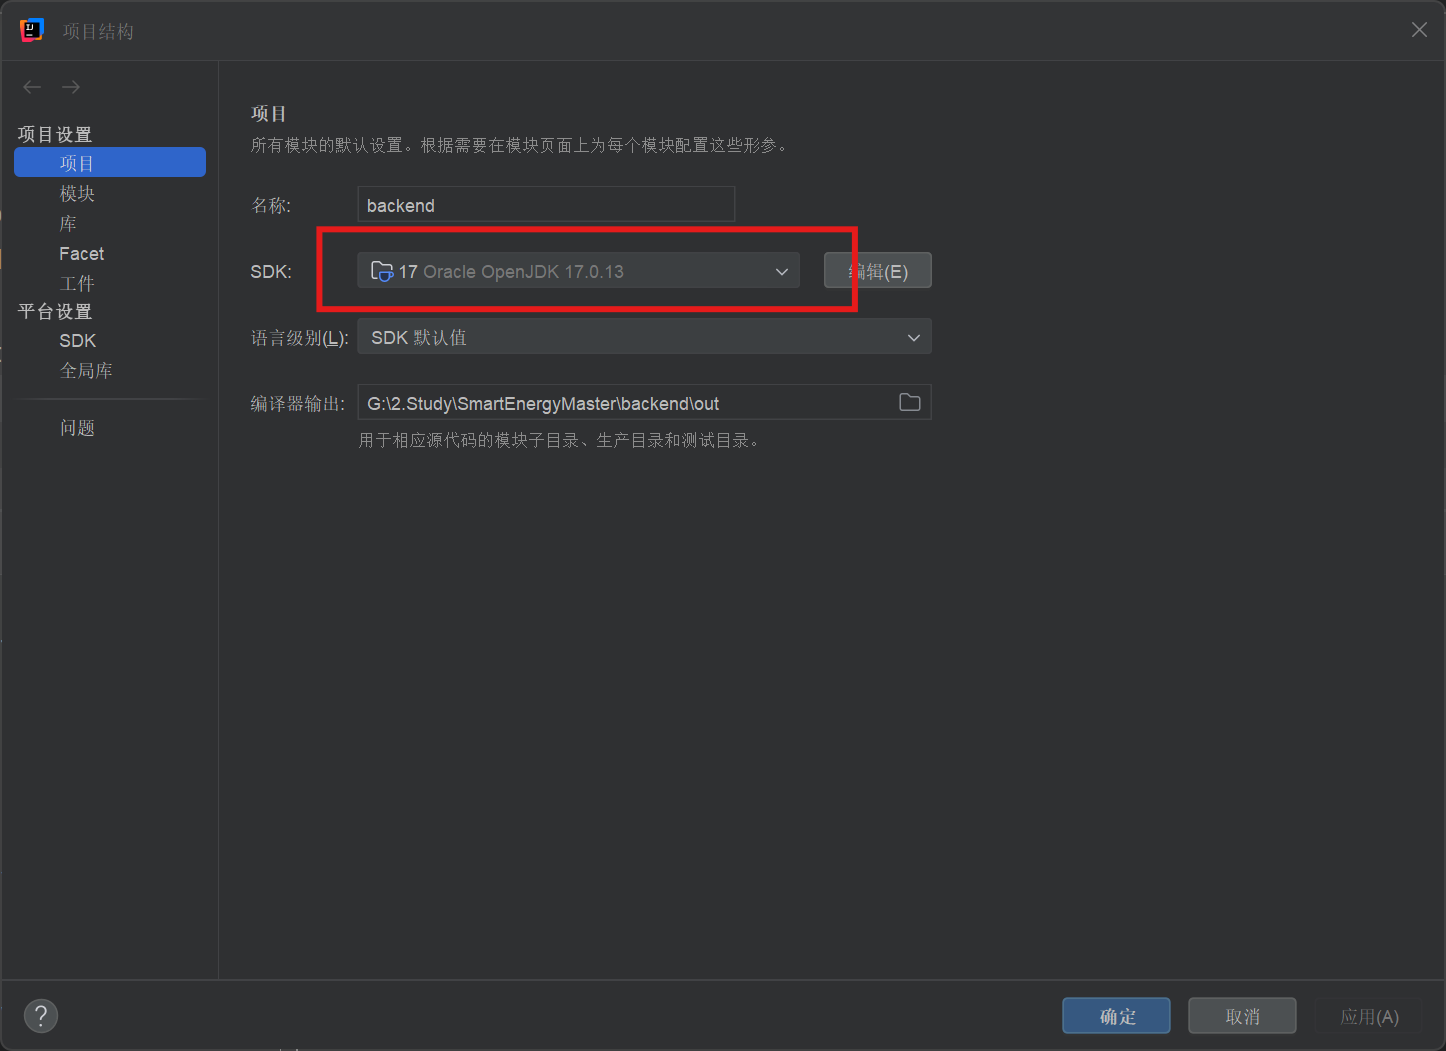 项目结构
项目设置
项目
模块
库
Facet
工件
平台设置
SDK
全局库
问题
项目
所有模块的默认设置。根据需要在模块页面上为每个模块配置这些形参。
名称: backend
SDK: 17 Oracle OpenJDK 17.0.13 编辑(E)
语言级别(L): SDK 默认值
编译器输出: G:\2.Study\SmartEnergyMaster\backend\out
用于相应源代码的模块子目录、生产目录和测试目录。
? 确定 取消 应用(A)